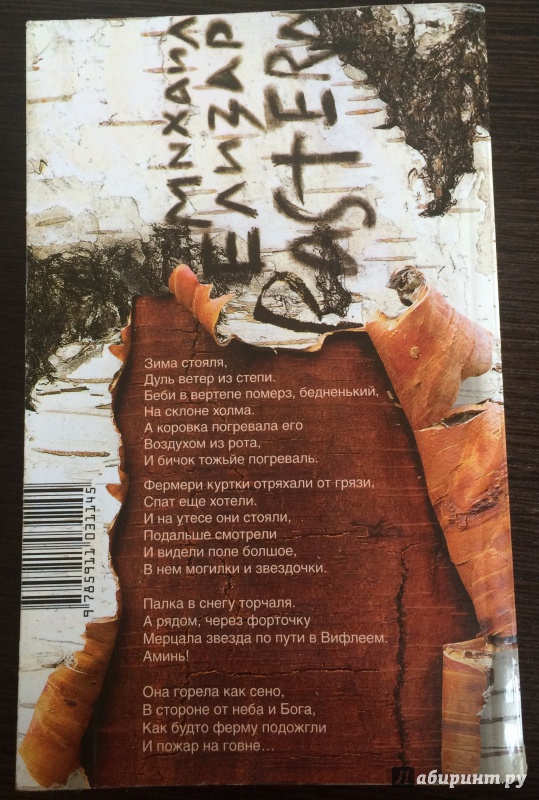 МИХАИЛ
ЕЛИЗАР
PASTERN
Зима стояля,
Дуль ветер из степи.
Беби в вертепе померз, бедненький,
На склоне холма.
А коровка погревала его
Воздухом из рота,
И бичок тожьйе погреваль.
Фермери куртки отряхали от грязи,
Спат еще хотели.
И на утесе они стояли,
Подальше смотрели
И видели поле болшое,
В нем могилки и звездочки.
Палка в снегу торчаля.
А рядом, через форточку
Мерцала звезда по пути в Вифлеем.
Аминь!
Она горела как сено,
В стороне от неба и Бога,
Как будто ферму подожгли
И пожар на говне...
9 785911 031145
Лабиринт.ру